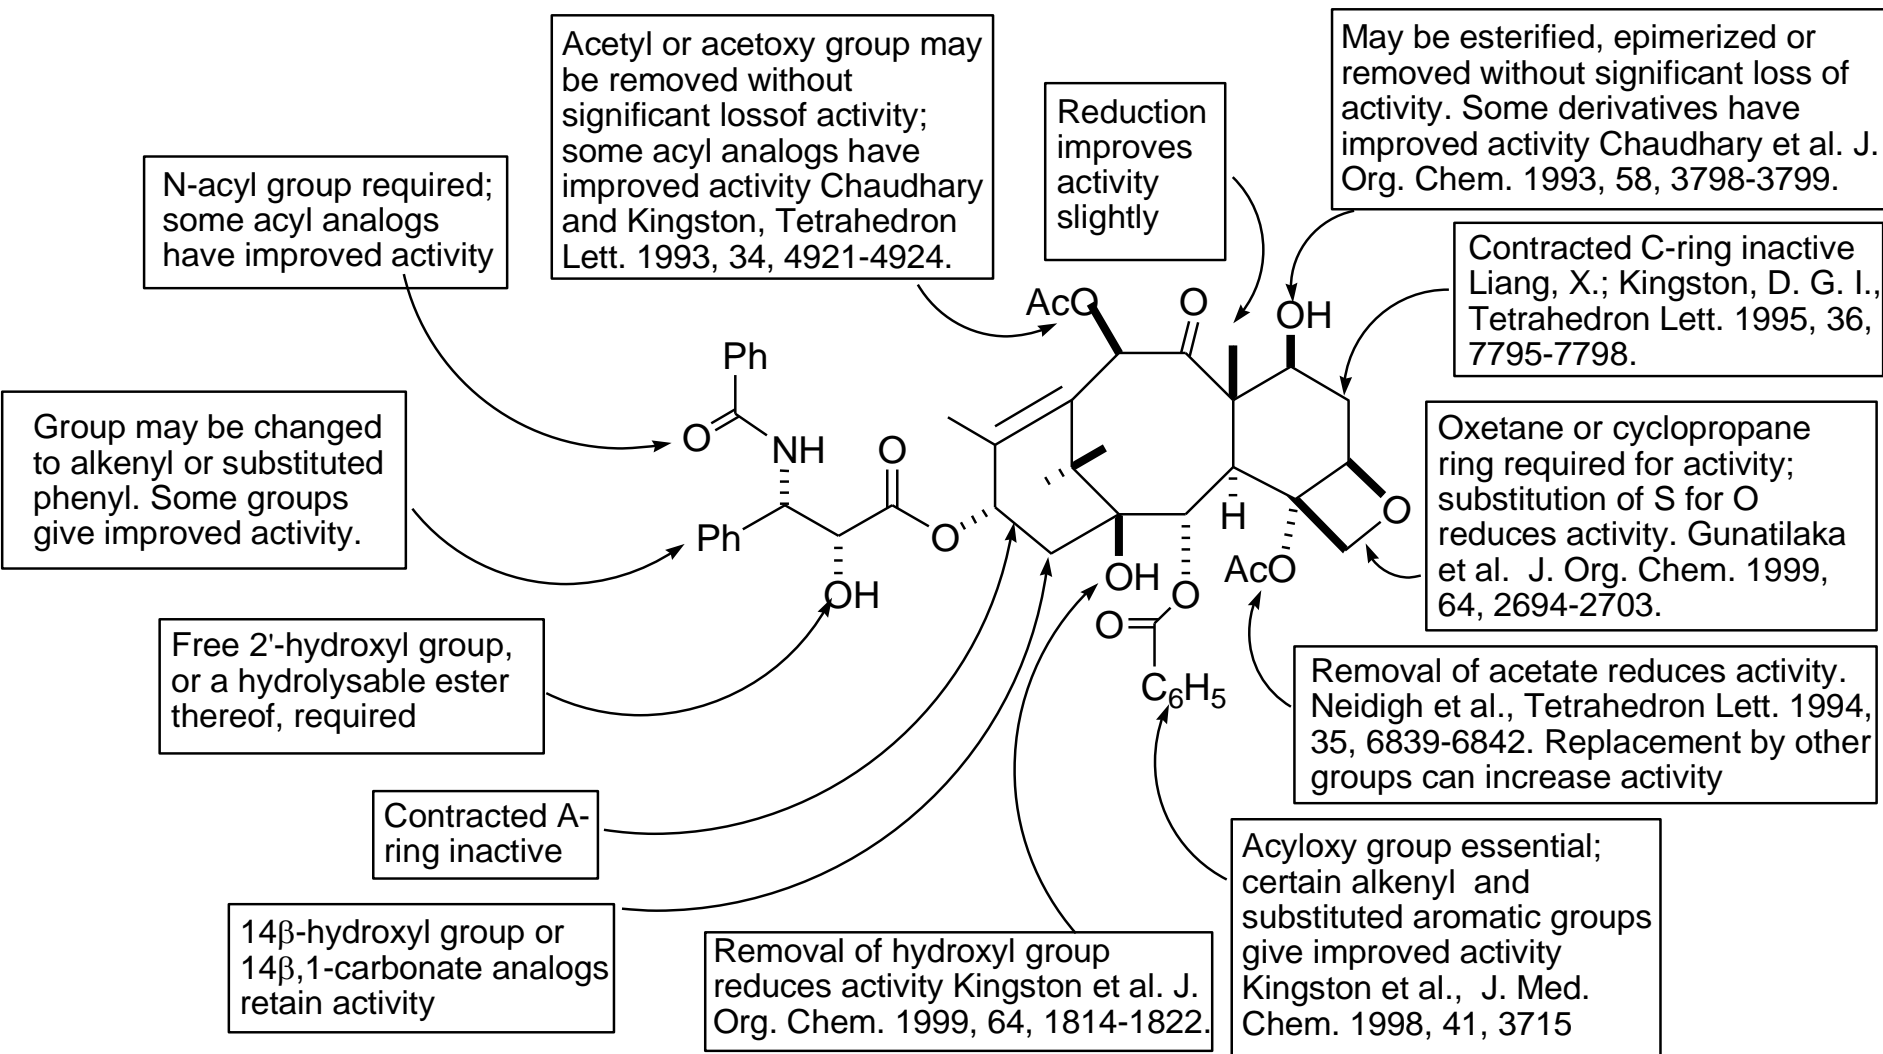 Acetyl or acetoxy group may
be removed without
significant lossof activity;
some acyl analogs have
improved activity Chaudhary
and Kingston, Tetrahedron
Lett. 1993, 34, 4921-4924.
Reduction
improves
activity
slightly
May be esterified, epimerized or
removed without significant loss of
activity. Some derivatives have
improved activity Chaudhary et al. J.
Org. Chem. 1993, 58, 3798-3799.
N-acyl group required;
some acyl analogs
have improved activity
Contracted C-ring inactive
Liang, X.; Kingston, D. G. I.,
Tetrahedron Lett. 1995, 36,
7795-7798.
Group may be changed
to alkenyl or substituted
phenyl. Some groups
give improved activity.
Oxetane or cyclopropane
ring required for activity;
substitution of S for O
reduces activity. Gunatilaka
et al. J. Org. Chem. 1999,
64, 2694-2703.
AcO
O
OH
Ph
O
NH
O
Ph
O
OH
H
O
OH
AcO
O
O
C6H5
Free 2'-hydroxyl group,
or a hydrolysable ester
thereof, required
Removal of acetate reduces activity.
Neidigh et al., Tetrahedron Lett. 1994,
35, 6839-6842. Replacement by other
groups can increase activity
Contracted A-
ring inactive
14β-hydroxyl group or
14β,1-carbonate analogs
retain activity
Removal of hydroxyl group
reduces activity Kingston et al. J.
Org. Chem. 1999, 64, 1814-1822.
Acyloxy group essential;
certain alkenyl and
substituted aromatic groups
give improved activity
Kingston et al., J. Med.
Chem. 1998, 41, 3715